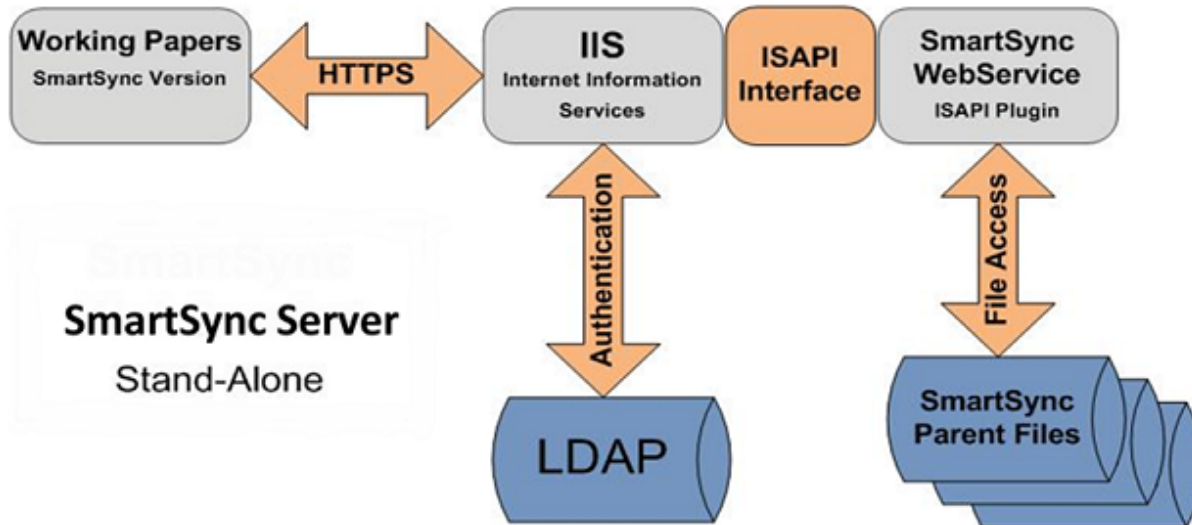 Working Papers
SmartSync Version
HTTPS
IIS
Internet Information
Services
ISAPI
Interface
SmartSync
WebService
ISAPI Plugin
Authentication
File Access
SmartSync
SmartSync Server
Stand-Alone
LDAP
SmartSync
Parent Files